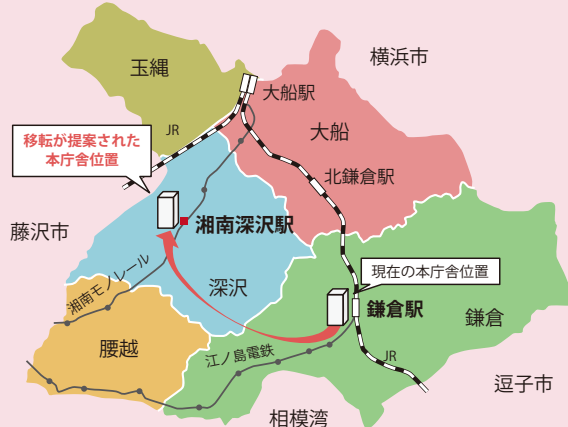 玉縄
横浜市
大船駅
JR
大船
移転が提案された
本庁舎位置
北鎌倉駅
藤沢市
湘南深沢駅
現在の本庁舎位置
湘南モノレール
深沢
鎌倉駅
鎌倉
腰越
江ノ島電鉄
JR
逗子市
相模湾